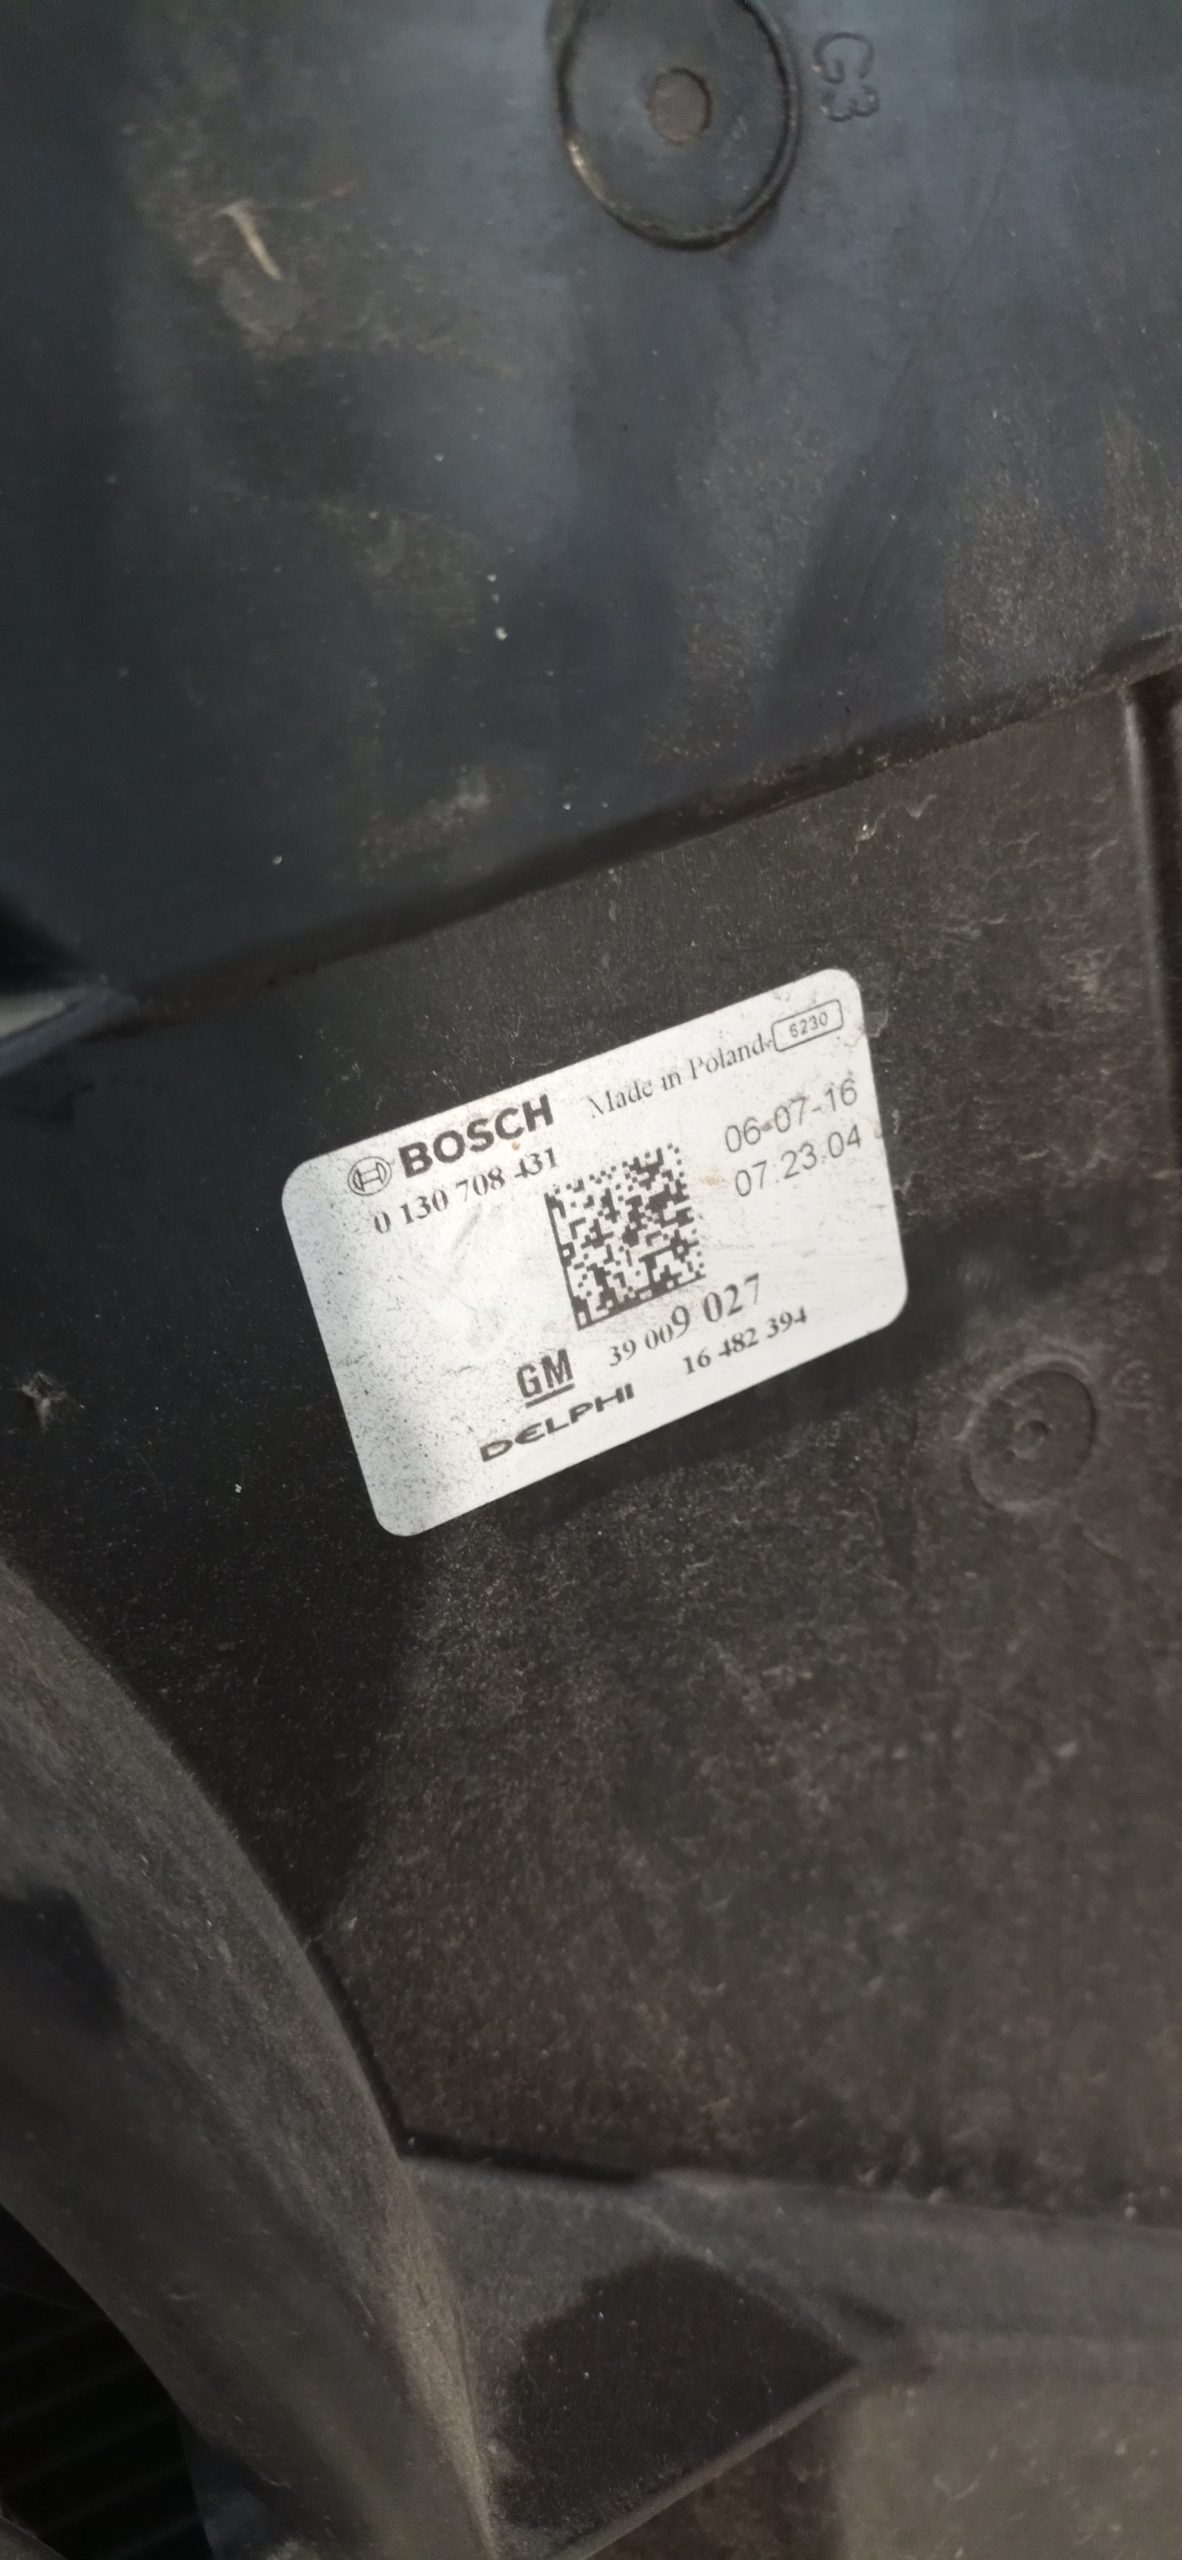 G3
BOSCH
Made in Poland
6230
0 130 708 431
06-07-16
07.23.04
GM
39 009 027
DELPHI
16 482 394